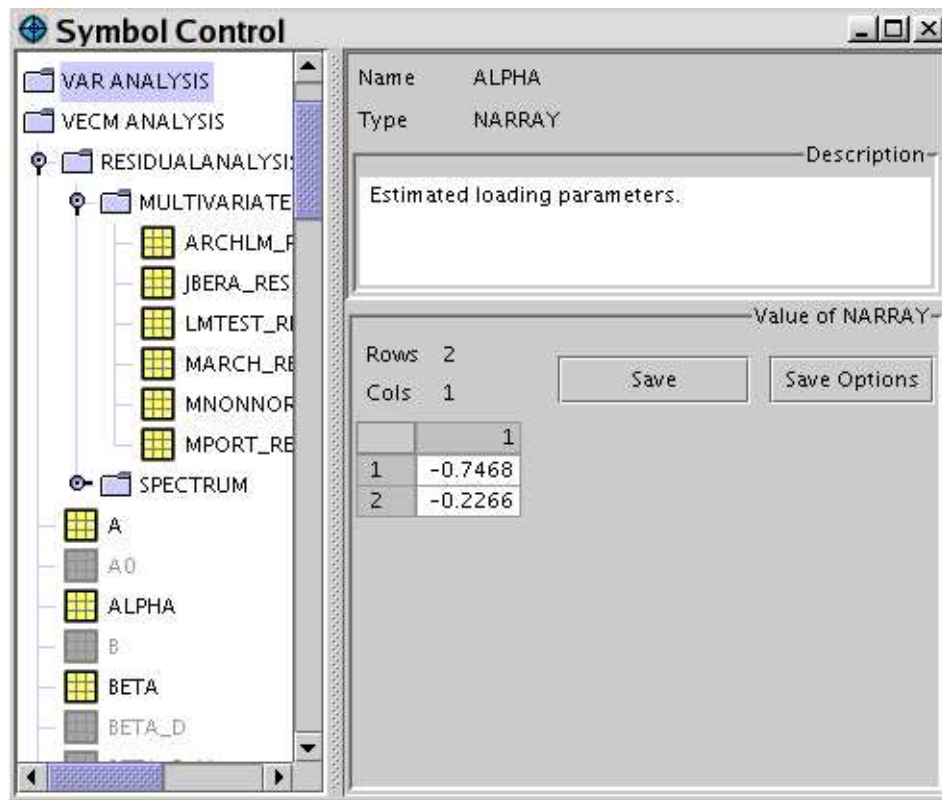 Symbol Control
VAR ANALYSIS
VECM ANALYSIS
RESIDUALANALYSI
MULTIVARIATE
ARCHLM_R
JBERA_RES
LMTEST_RE
MARCH_RE
MNONNOR
MPORT_RE
SPECTRUM
A
A0
ALPHA
B
BETA
BETA_D
Name ALPHA
Type NARRAY
Description
Estimated loading parameters.
Value of NARRAY
Rows 2
Cols 1
Save
Save Options
1
1 -0.7468
2 -0.2266